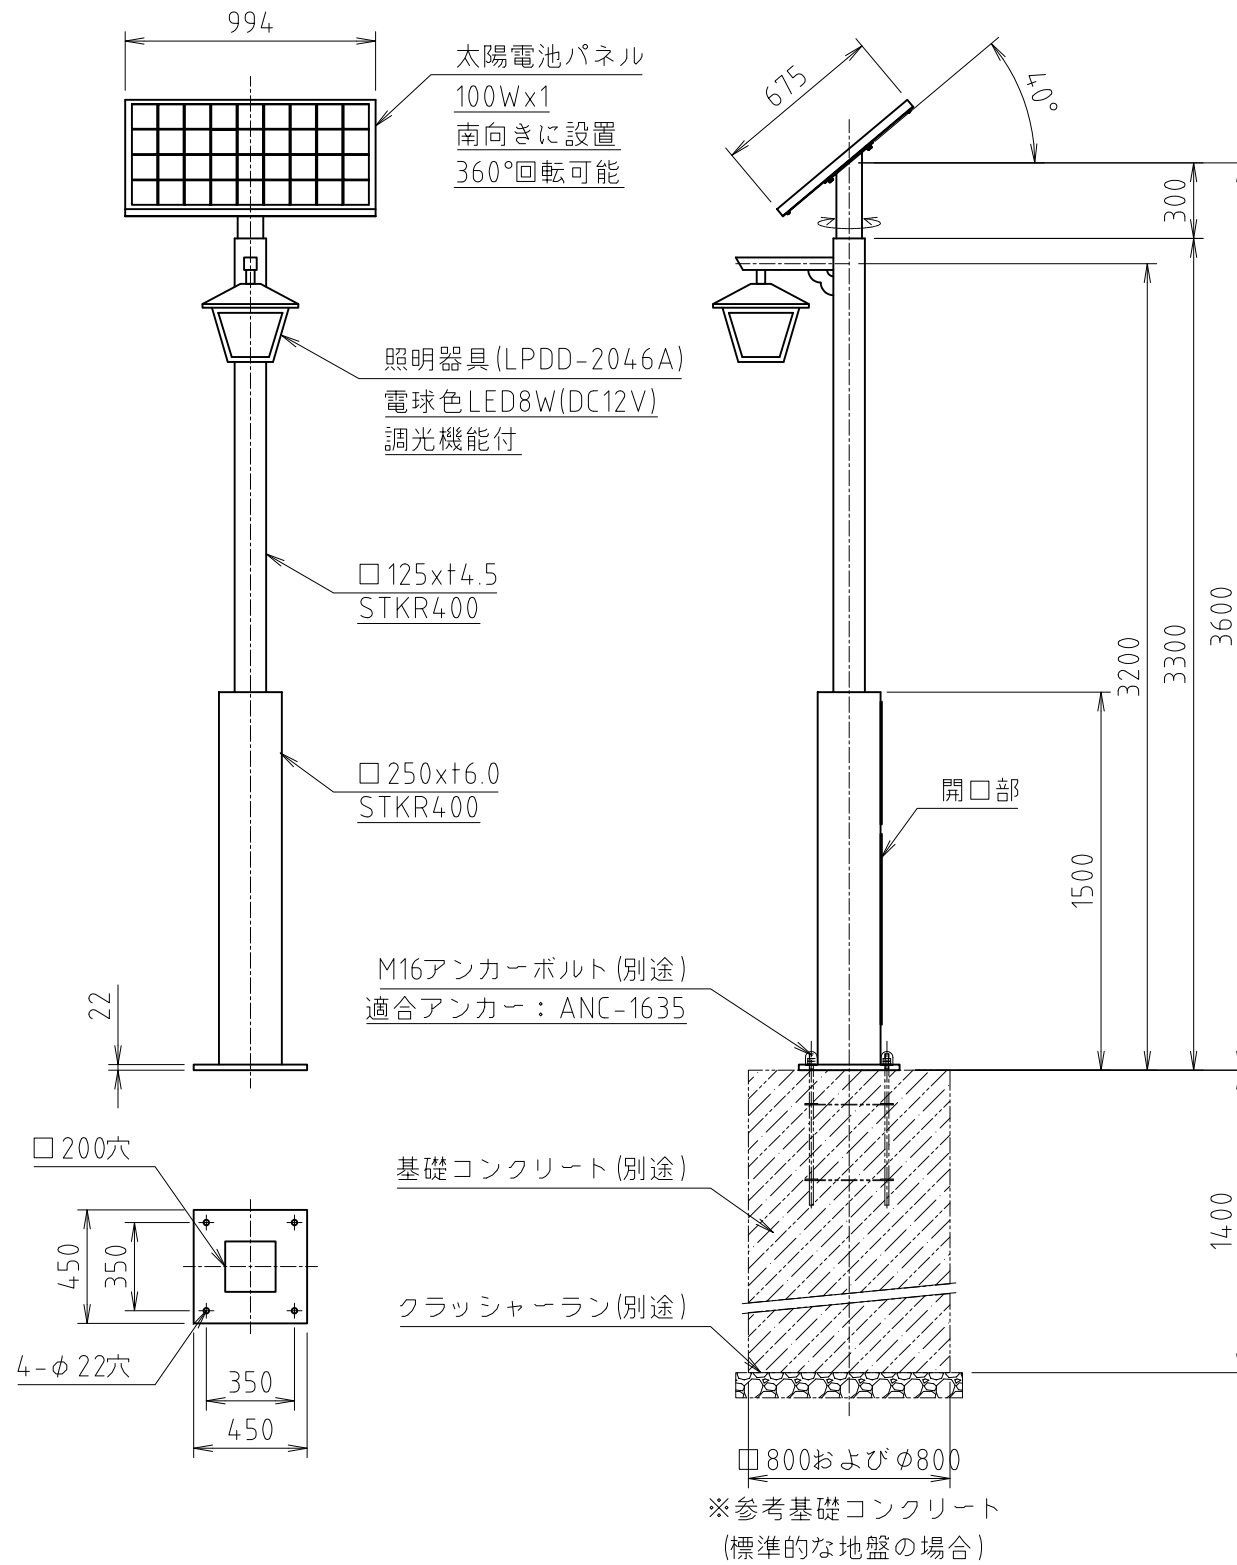 994
太陽電池パネル
100Wx1
南向きに設置
360°回転可能
675
40°
300
照明器具(LPDD-2046A)
電球色LED8W(DC12V)
調光機能付
□125xt4.5
STKR400
3600
3300
3200
□250xt6.0
STKR400
開口部
1500
M16アンカーボルト(別途)
適合アンカー：ANC-1635
22
□200穴
基礎コンクリート(別途)
1400
450
350
クラッシャーラン(別途)
4-φ22穴
350
450
□800およびφ800
※参考基礎コンクリート
(標準的な地盤の場合)